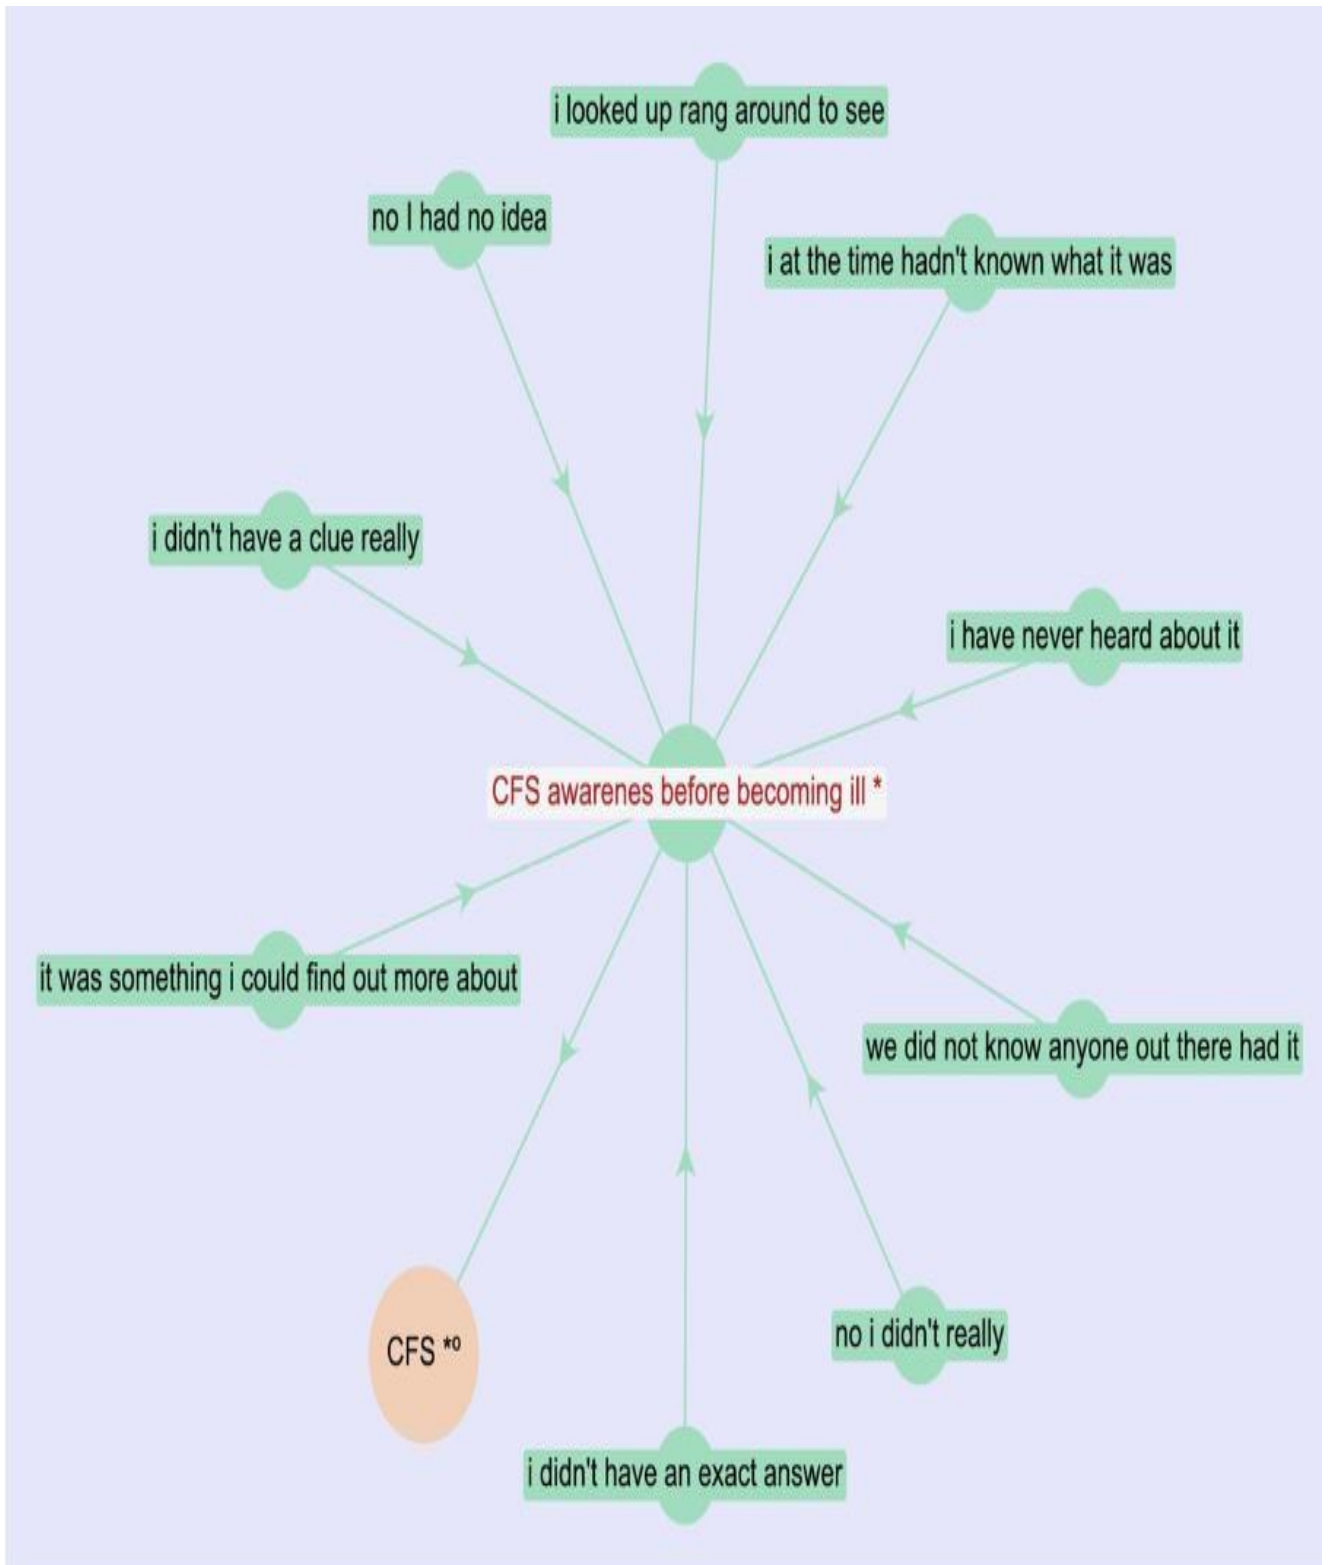 i looked up rang around to see
no I had no idea
i at the time hadn't known what it was
i didn't have a clue really
i have never heard about it
CFS awarenes before becoming ill *
it was something i could find out more about
we did not know anyone out there had it
no i didn't really
CFS *º
i didn't have an exact answer